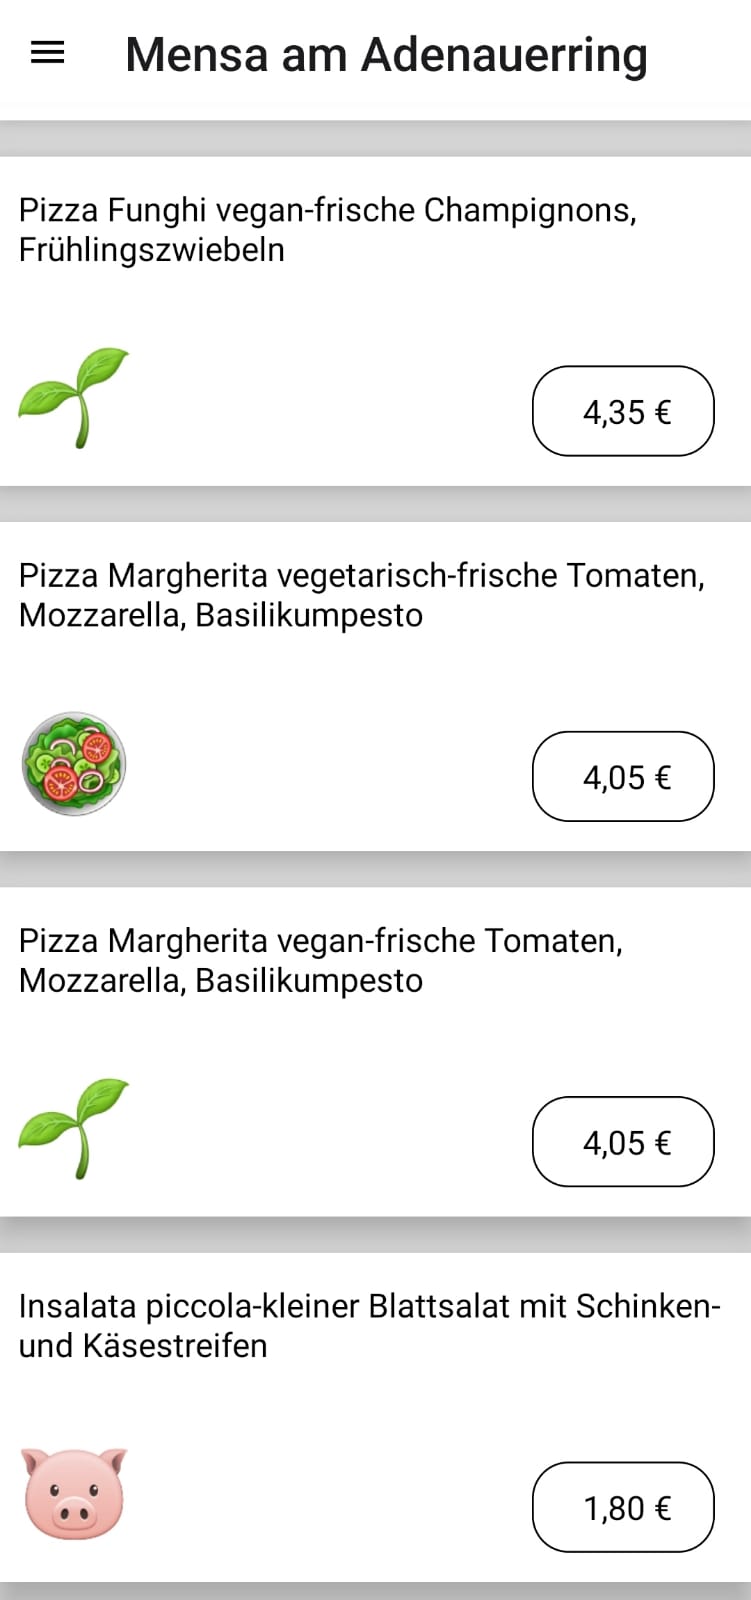 Mensa am Adenauerring
Pizza Funghi vegan-frische Champignons,
Frühlingszwiebeln
4,35 €
Pizza Margherita vegetarisch-frische Tomaten,
Mozzarella, Basilikumpesto
4,05 €
Pizza Margherita vegan-frische Tomaten,
Mozzarella, Basilikumpesto
4,05 €
Insalata piccola-kleiner Blattsalat mit Schinken-
und Käsestreifen
1,80 €